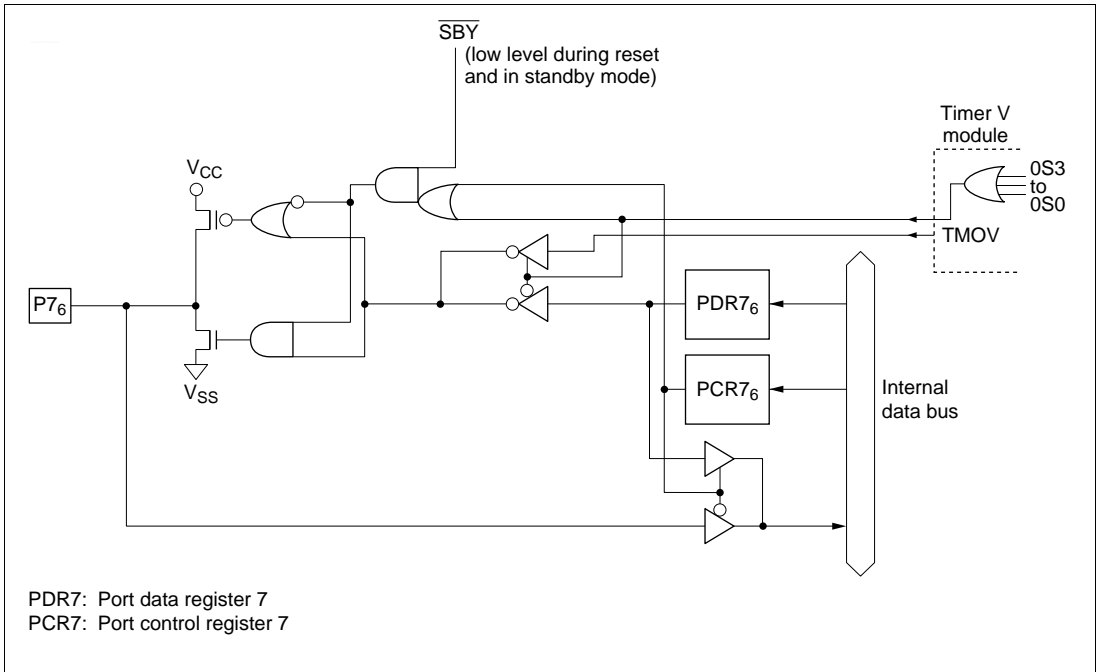 SBY
(low level during reset
and in standby mode)
Timer V
module
VCC
0S3
to
0S0
TMOV
P76
PDR76
VSS
PCR76
Internal
data bus
PDR7: Port data register 7
PCR7: Port control register 7